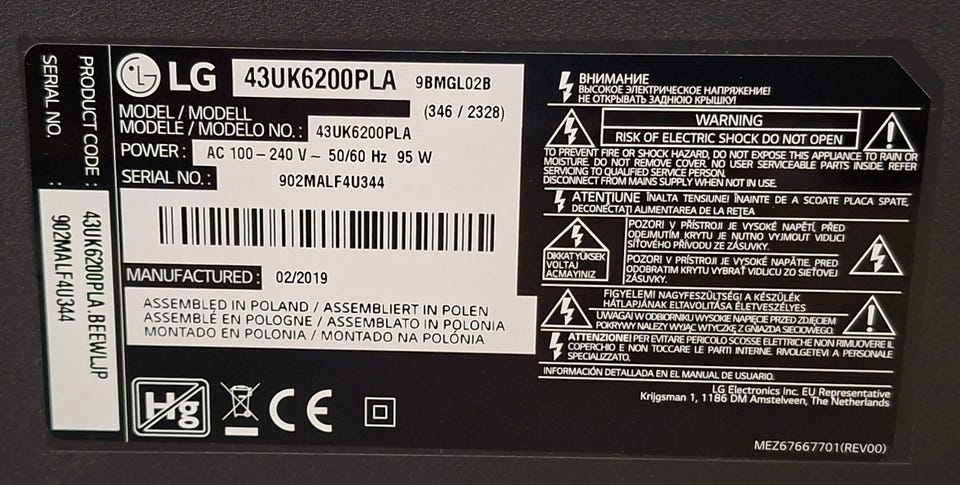 LG 43UK6200PLA 9BMGL02B
MODEL / MODELL (346 / 2328)
MODELE / MODELO NO. : 43UK6200PLA
POWER : AC 100 – 240 V ~ 50/60 Hz 95 W
SERIAL NO. : 902MALF4U344
MANUFACTURED : 02/2019
ASSEMBLED IN POLAND / ASSEMBLIERT IN POLEN
ASSEMBLÉ EN POLOGNE / ASSEMBLATO IN POLONIA
MONTADO EN POLONIA / MONTADO NA POLÓNIA
Hg
CE
PRODUCT CODE : 43UK6200PLA.BEEWLJP
SERIAL NO. : 902MALF4U344
ВНИМАНИЕ
ВЫСОКОЕ ЭЛЕКТРИЧЕСКОЕ НАПРЯЖЕНИЕ!
НЕ ОТКРЫВАТЬ ЗАДНЮЮ КРЫШКУ!
WARNING
RISK OF ELECTRIC SHOCK DO NOT OPEN
TO PREVENT FIRE OR SHOCK HAZARD, DO NOT EXPOSE THIS APPLIANCE TO RAIN OR
MOISTURE. DO NOT REMOVE COVER. NO USER SERVICEABLE PARTS INSIDE. REFER
SERVICING TO QUALIFIED SERVICE PERSON.
DISCONNECT FROM MAINS SUPPLY WHEN NOT IN USE.
ATENŢIUNE ÎNALTA TENSIUNE! ÎNAINTE DE A SCOATE PLACA SPATE,
DECONECTAŢI ALIMENTAREA DE LA REŢEA
DIKKAT YÜKSEK
VOLTAJ
AÇMAYINIZ
POZOR! V PŘÍSTROJI JE VYSOKÉ NAPĚTÍ, PŘED
ODEJMUTÍM KRYTU JE NUTNO VYJMOUT VIDLICI
SÍŤOVÉHO PŘÍVODU ZE ZÁSUVKY.
POZOR! V PRÍSTROJI JE VYSOKÉ NAPÄTIE. PRED
ODOBRATIM KRYTU VYBRAŤ VIDLICU ZO SIEŤOVEJ
ZÁSUVKY.
FIGYELEM! NAGYFESZÜLTSÉG! A KÉSZÜLÉK
HÁTLAPJÁNAK ELTÁVOLÍTÁSA ÉLETVESZÉLYES
UWAGA! W ODBIORNIKU WYSOKIE NAPIĘCIE PRZED ZDJĘCIEM
POKRYWY NALEŻY WYJĄĆ WTYCZKĘ Z GNIAZDA SIECIOWEGO.
ATTENZIONE! PER EVITARE PERICOLO SCOSSE ELETTRICHE NON RIMUOVERE IL
COPERCHIO E NON TOCCARE LE PARTI INTERNE. RIVOLGETEVI A PERSONALE
SPECIALIZZATO.
INFORMACIÓN DETALLADA EN EL MANUAL DE USUARIO.
LG Electronics Inc. EU Representative
Krijgsman 1, 1186 DM Amstelveen, The Netherlands
MEZ67667701(REV00)